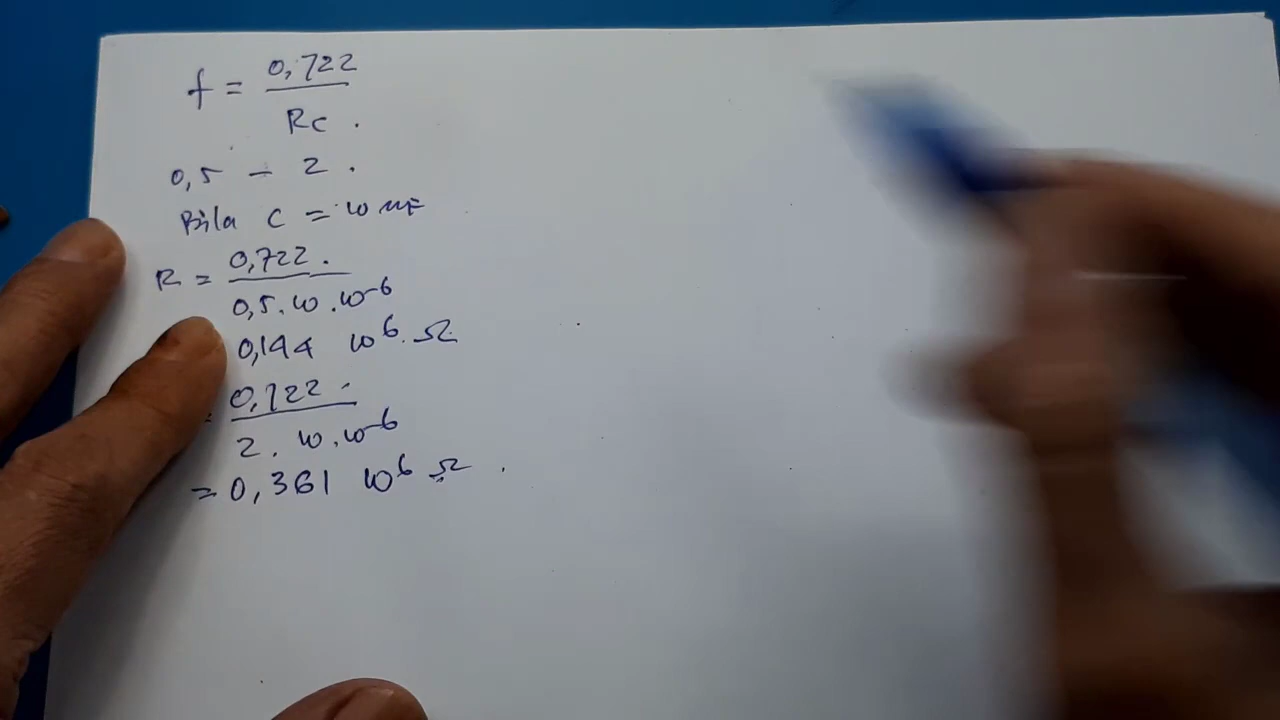 f = 0,722 / RC .
0,5 – 2 .
Bila C = 10 µF
R = 0,722 . / 0,5 . 10 . 10⁻⁶
0,144 10⁶ . Ω
= 0,722 . / 2 . 10 . 10⁻⁶
= 0,361 10⁶ Ω .